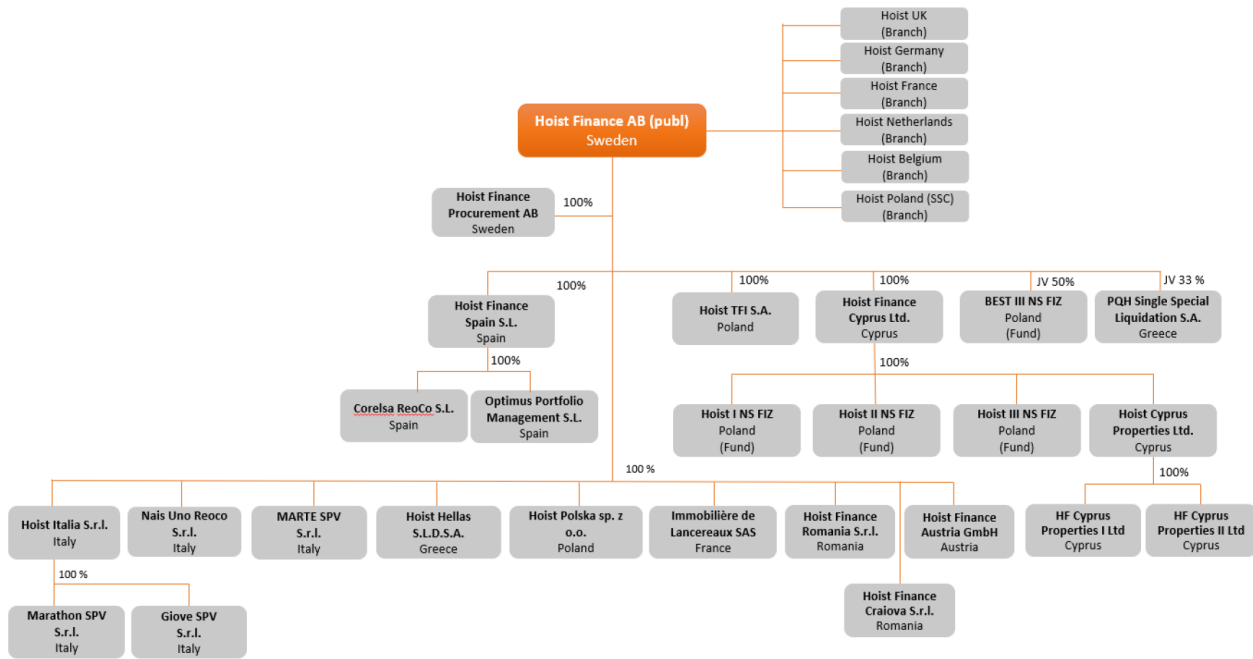 Hoist UK
(Branch)
Hoist Germany
(Branch)
Hoist France
(Branch)
Hoist Finance AB (publ)
Sweden
Hoist Netherlands
(Branch)
Hoist Belgium
(Branch)
Hoist Poland (SSC)
(Branch)
Hoist Finance
Procurement AB
Sweden
100%
100%
100%
100%
JV 50%
JV 33 %
Hoist Finance
Spain S.L.
Spain
Hoist TFI S.A.
Poland
Hoist Finance
Cyprus Ltd.
Cyprus
BEST III NS FIZ
Poland
(Fund)
PQH Single Special
Liquidation S.A.
Greece
100%
100%
Corelsa ReoCo S.L.
Spain
Optimus Portfolio
Management S.L.
Spain
Hoist I NS FIZ
Poland
(Fund)
Hoist II NS FIZ
Poland
(Fund)
Hoist III NS FIZ
Poland
(Fund)
Hoist Cyprus
Properties Ltd.
Cyprus
100 %
100%
Hoist Italia S.r.l.
Italy
Nais Uno Reoco
S.r.l.
Italy
MARTE SPV
S.r.l.
Italy
Hoist Hellas
S.L.D.S.A.
Greece
Hoist Polska sp. z
o.o.
Poland
Immobilière de
Lancereaux SAS
France
Hoist Finance
Romania S.r.l.
Romania
Hoist Finance
Austria GmbH
Austria
HF Cyprus
Properties I Ltd
Cyprus
HF Cyprus
Properties II Ltd
Cyprus
100 %
Marathon SPV
S.r.l.
Italy
Giove SPV
S.r.l.
Italy
Hoist Finance
Craiova S.r.l.
Romania